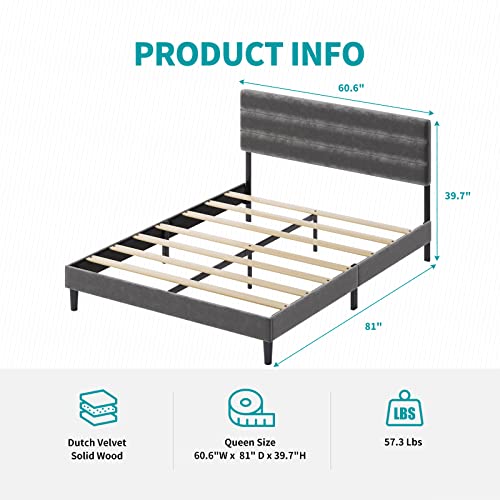 PRODUCT INFO
60.6"
39.7"
81"
LBS
Dutch Velvet
Solid Wood
Queen Size
60.6"W x 81" D x 39.7"H
57.3 Lbs